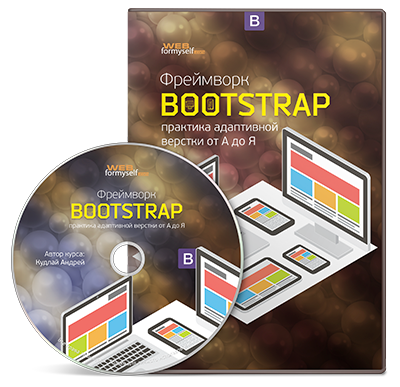 B
WEB
formyself
Фреймворк
BOOTSTRAP
практика адаптивной
верстки от А до Я
WEB
formyself
Фреймворк
BOOTSTRAP
практика адаптивной верстки от А до Я
Автор курса:
Кудлай Андрей
B